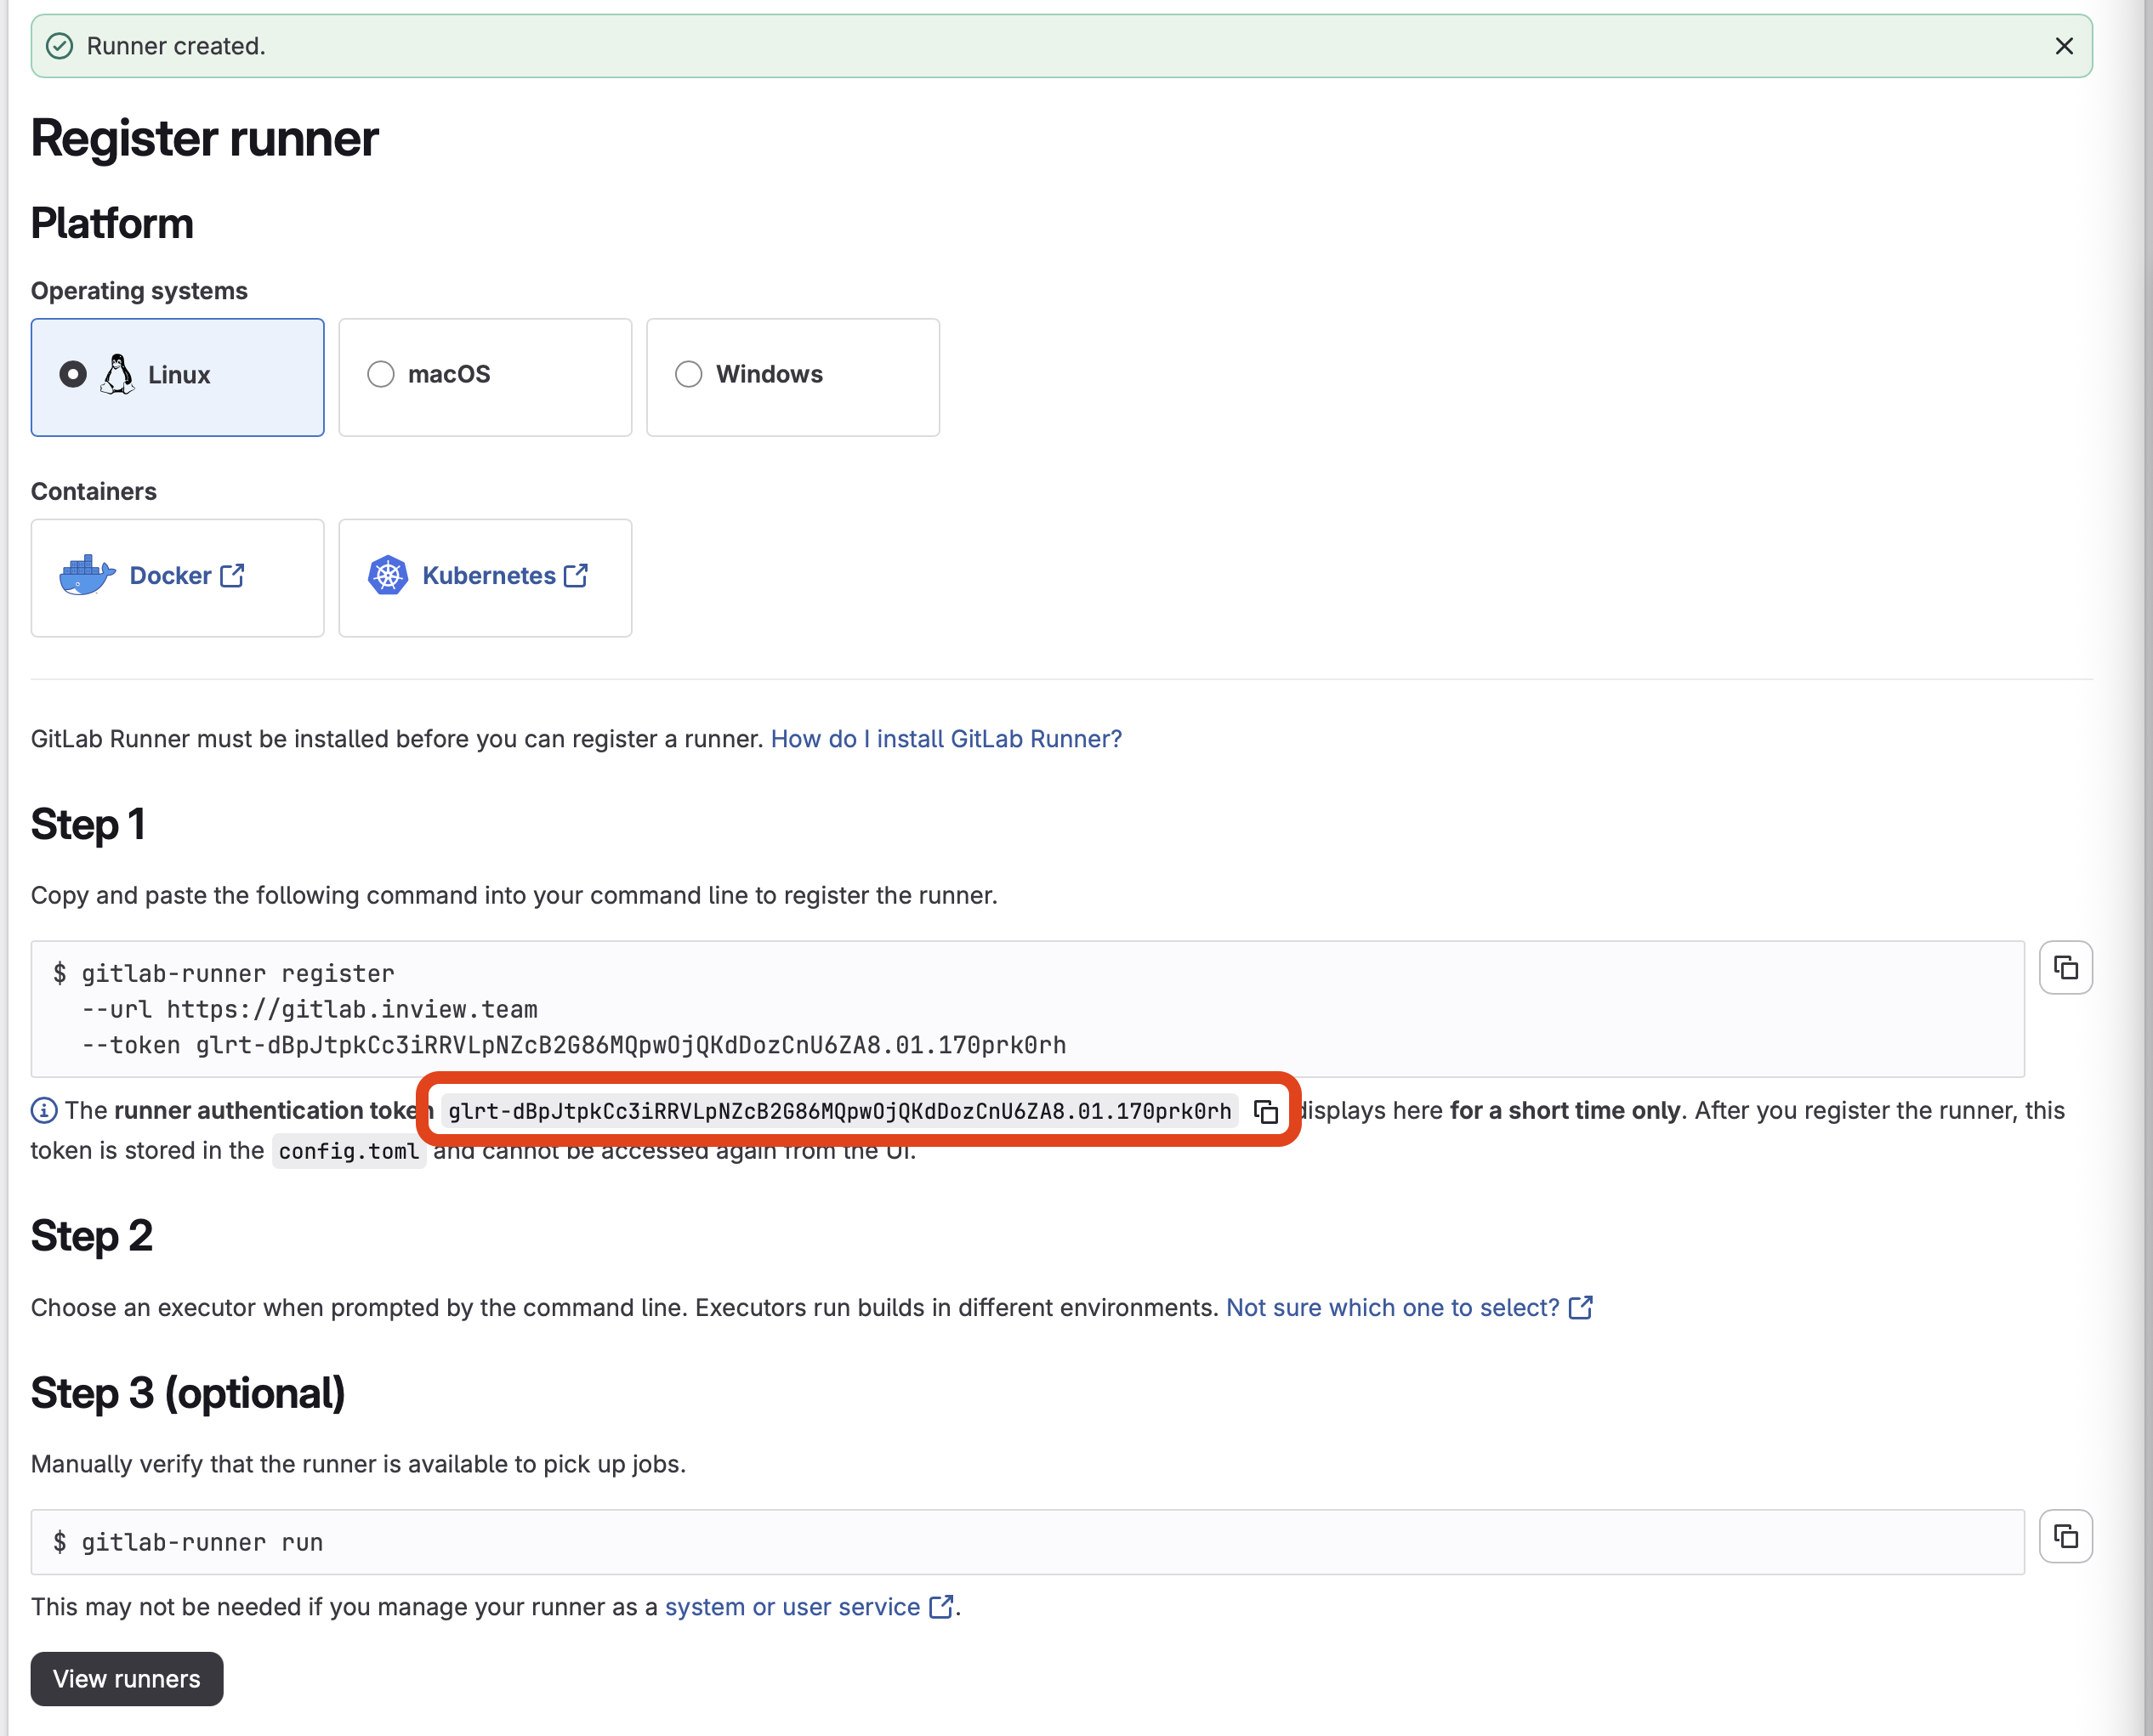 Runner created.
Register runner
Platform
Operating systems
Linux
macOS
Windows
Containers
Docker
Kubernetes
GitLab Runner must be installed before you can register a runner. How do I install GitLab Runner?
Step 1
Copy and paste the following command into your command line to register the runner.
$ gitlab-runner register
--url https://gitlab.inview.team
--token glrt-dBpJtpkCc3iRRVLpNZcB2G86MQpwOjQKdDozCnU6ZA8.01.170prk0rh
The runner authentication token glrt-dBpJtpkCc3iRRVLpNZcB2G86MQpwOjQKdDozCnU6ZA8.01.170prk0rh displays here for a short time only. After you register the runner, this
token is stored in the config.toml and cannot be accessed again from the UI.
Step 2
Choose an executor when prompted by the command line. Executors run builds in different environments. Not sure which one to select?
Step 3 (optional)
Manually verify that the runner is available to pick up jobs.
$ gitlab-runner run
This may not be needed if you manage your runner as a system or user service.
View runners